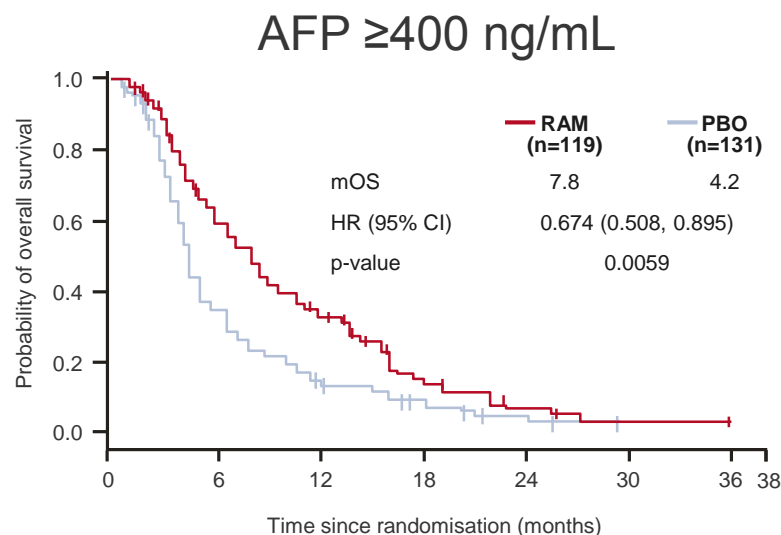 AFP ≥400 ng/mL
Probability of overall survival
1.0
0.8
0.6
0.4
0.2
0.0
RAM PBO
(n=119) (n=131)
mOS 7.8 4.2
HR (95% CI) 0.674 (0.508, 0.895)
p-value 0.0059
0 6 12 18 24 30 36 38
Time since randomisation (months)